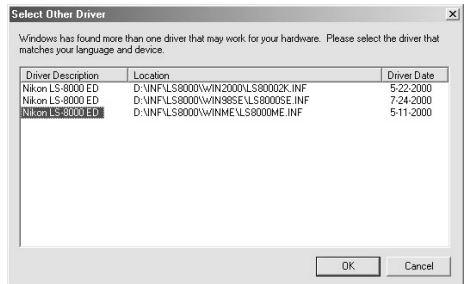 Select Other Driver
Windows has found more than one driver that may work for your hardware. Please select the driver that
matches your language and device.
Driver Description Location Driver Date
Nikon LS-8000 ED D:\INF\LS8000\WIN2000\LS80002K.INF 5-22-2000
Nikon LS-8000 ED D:\INF\LS8000\WIN98SE\LS8000SE.INF 7-24-2000
Nikon LS-8000 ED D:\INF\LS8000\WINME\LS8000ME.INF 5-11-2000
OK Cancel